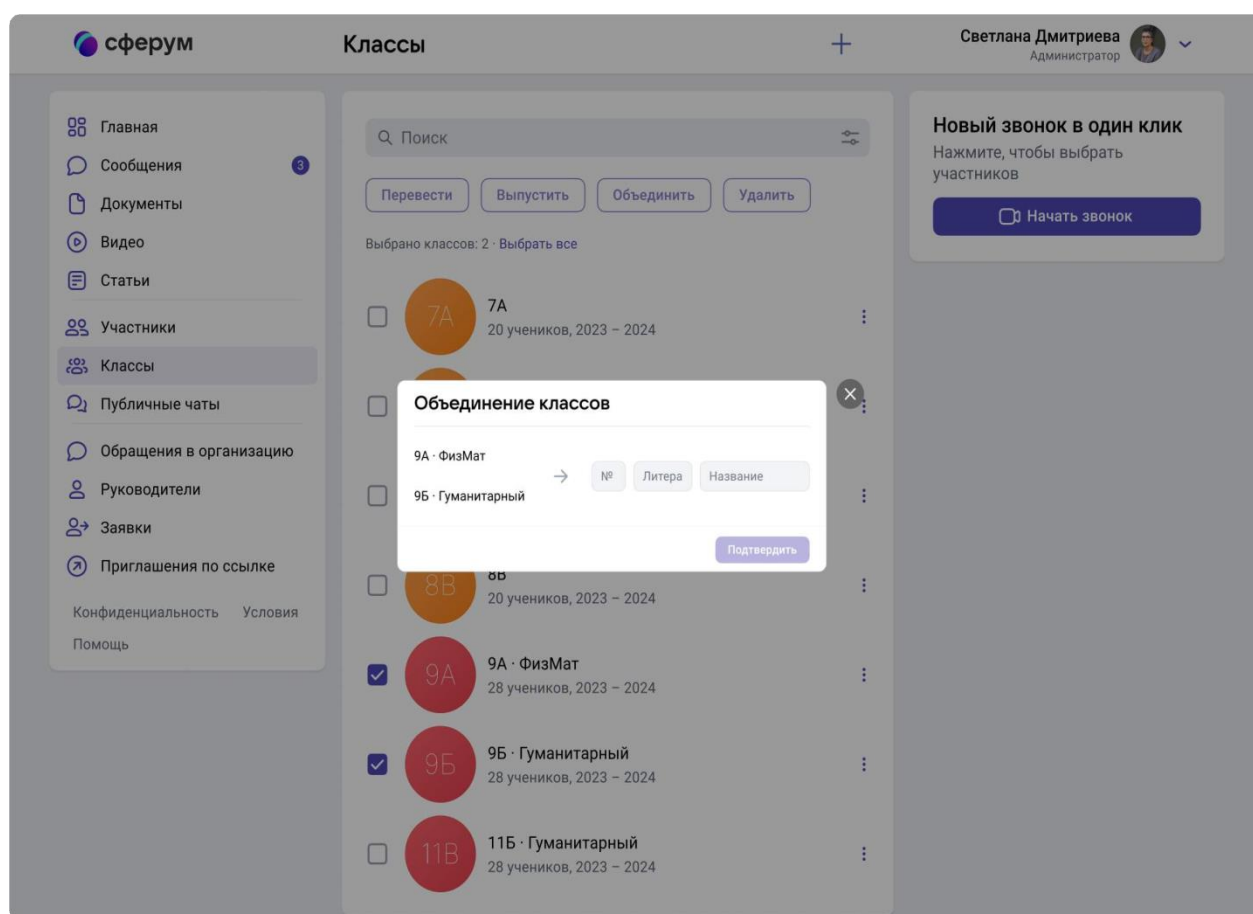 сферум
Классы
Светлана Дмитриева
Администратор
Главная
Сообщения 3
Документы
Видео
Статьи
Участники
Классы
Публичные чаты
Обращения в организацию
Руководители
Заявки
Приглашения по ссылке
Конфиденциальность Условия
Помощь
Поиск
Перевести Выпустить Объединить Удалить
Выбрано классов: 2 · Выбрать все
7А 7А
20 учеников, 2023 – 2024
Объединение классов
9А · ФизМат
9Б · Гуманитарный
№ Литера Название
Подтвердить
8В 8В
20 учеников, 2023 – 2024
9А 9А · ФизМат
28 учеников, 2023 – 2024
9Б 9Б · Гуманитарный
28 учеников, 2023 – 2024
11В 11Б · Гуманитарный
28 учеников, 2023 – 2024
Новый звонок в один клик
Нажмите, чтобы выбрать
участников
Начать звонок